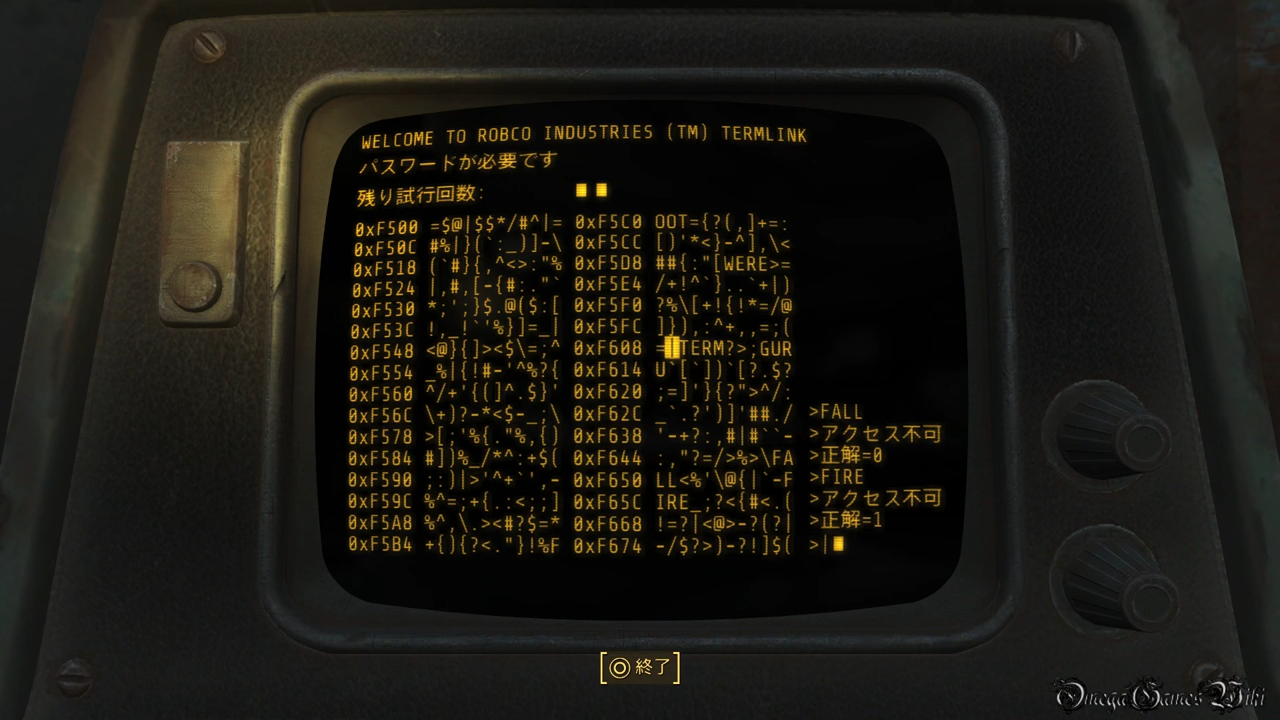 WELCOME TO ROBCO INDUSTRIES (TM) TERMLINK
パスワードが必要です
残り試行回数:
0xF500 =$@|$$*/#^|= 0xF5C0 OOT={?(,]+=:
0xF50C #%|}(`:_)]-\ 0xF5CC [)'*<}-^],\<
0xF518 (`#}{,^<>:"% 0xF5D8 ##{:"[WERE>=
0xF524 |,#,[-{#:."` 0xF5E4 /+!^`}..`+|)
0xF530 *;';}$.@($:[ 0xF5F0 ?%\[+!{!*=/@
0xF53C !,_!`'%}]=_| 0xF5FC ]}),:^+,,=;(
0xF548 <@}{]><$\=;^ 0xF608 =|TERM?>;GUR
0xF554 _%|{!#-'^%?{ 0xF614 U`[`])`[?.$?
0xF560 ^/+'{(]^.$}' 0xF620 ;=]'}{?">^/:
0xF56C \+)?-*<$-_;\ 0xF62C _`.?')]'##./ >FALL
0xF578 >[;'%{."%,{) 0xF638 "-+?:,#|#``- >アクセス不可
0xF584 #])%_/*^:+$( 0xF644 :,"?=/>%>\FA >正解=0
0xF590 ;:)|>'^+`',- 0xF650 LL<%'\@{|`-F >FIRE
0xF59C %^=;+{.:<;;] 0xF65C IRE_;?<{#<.( >アクセス不可
0xF5A8 %^,\.><#?$=* 0xF668 !=?|<@>-?(?| >正解=1
0xF5B4 +{){?<."}!%F 0xF674 -/$?>)-?!]$( >|
終了
Omega Games Wiki